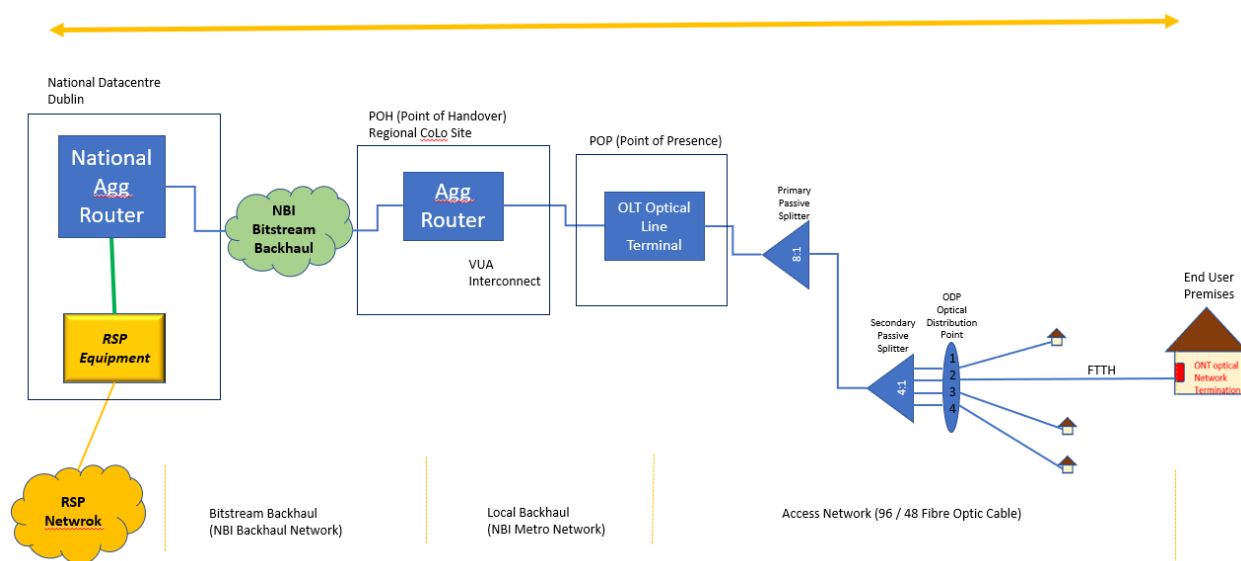 National Datacentre
Dublin
National
Agg
Router
RSP
Equipment
RSP
Netwrok
NBI
Bitstream
Backhaul
POH (Point of Handover)
Regional CoLo Site
Agg
Router
VUA
Interconnect
POP (Point of Presence)
OLT Optical
Line
Terminal
Primary
Passive
Splitter
8:1
Secondary
Passive
Splitter
4:1
ODP
Optical
Distribution
Point
1
2
3
4
FTTH
End User
Premises
ONT optical
Network
Termination
Bitstream Backhaul
(NBI Backhaul Network)
Local Backhaul
(NBI Metro Network)
Access Network (96 / 48 Fibre Optic Cable)